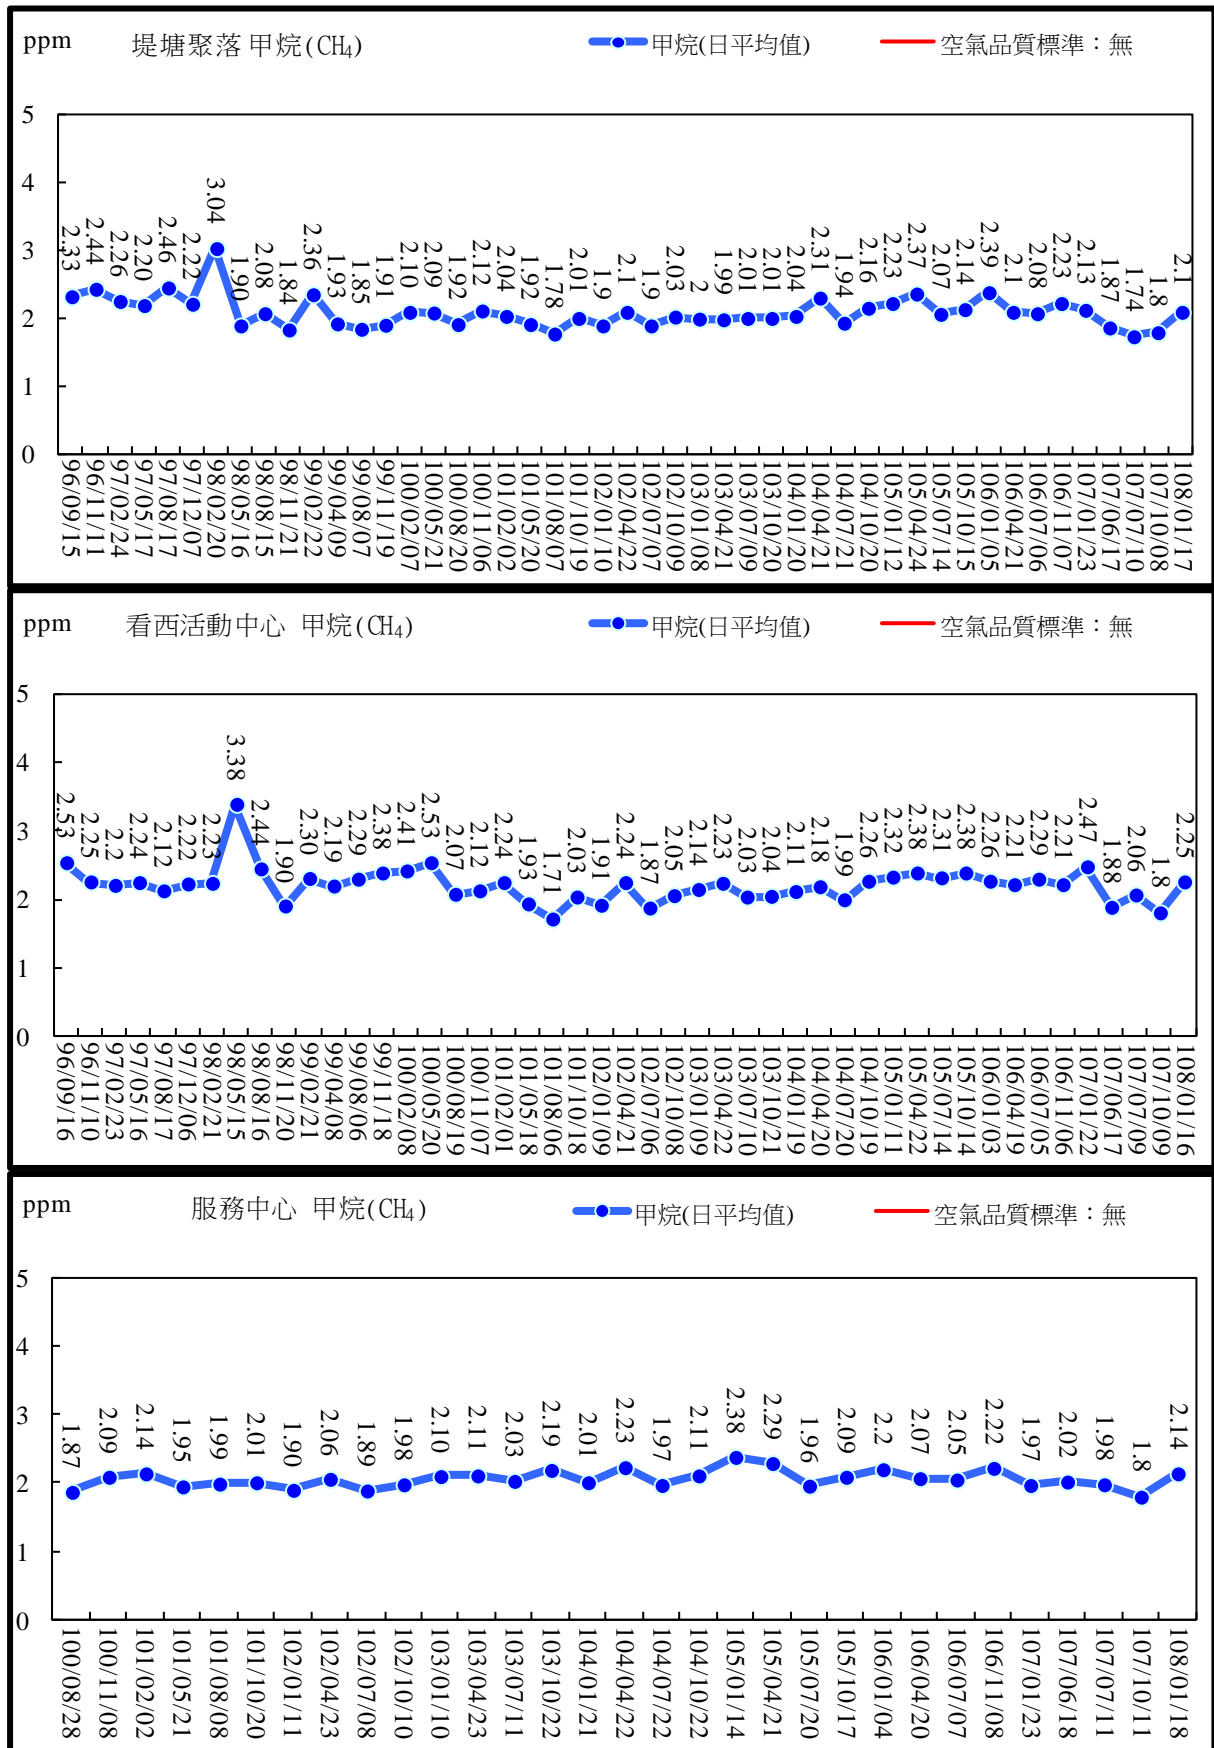 ppm 堤塘聚落 甲烷(CH₄) 甲烷(日平均值) 空氣品質標準：無
5
4
3
2
1
0
2.33 2.44 2.26 2.20 2.46 2.22 3.04 1.90 2.08 1.84 2.36 1.93 1.85 1.91 2.10 2.09 1.92 2.12 2.04 1.92 1.78 2.01 1.9 2.1 1.9 2.03 2 1.99 2.01 2.01 2.04 2.31 1.94 2.16 2.23 2.37 2.07 2.14 2.39 2.1 2.08 2.23 2.13 1.87 1.74 1.8 2.1
96/09/15 96/11/11 97/02/24 97/05/17 97/08/17 97/12/07 98/02/20 98/05/16 98/08/15 98/11/21 99/02/22 99/04/09 99/08/07 99/11/19 100/02/07 100/05/21 100/08/20 100/11/06 101/02/02 101/05/20 101/08/07 101/10/19 102/01/10 102/04/22 102/07/07 102/10/09 103/01/08 103/04/21 103/07/09 103/10/20 104/01/20 104/04/21 104/07/21 104/10/20 105/01/12 105/04/24 105/07/14 105/10/15 106/01/05 106/04/21 106/07/06 106/11/07 107/01/23 107/06/17 107/07/10 107/10/08 108/01/17
ppm 看西活動中心 甲烷(CH₄) 甲烷(日平均值) 空氣品質標準：無
5
4
3
2
1
0
2.53 2.25 2.2 2.24 2.12 2.22 2.23 3.38 2.44 1.90 2.30 2.19 2.29 2.38 2.41 2.53 2.07 2.12 2.24 1.93 1.71 2.03 1.91 2.24 1.87 2.05 2.14 2.23 2.03 2.04 2.11 2.18 1.99 2.26 2.32 2.38 2.31 2.38 2.26 2.21 2.29 2.21 2.47 1.88 2.06 1.8 2.25
96/09/16 96/11/10 97/02/23 97/05/16 97/08/17 97/12/06 98/02/21 98/05/15 98/08/16 98/11/20 99/02/21 99/04/08 99/08/06 99/11/18 100/02/08 100/05/20 100/08/19 100/11/07 101/02/01 101/05/18 101/08/06 101/10/18 102/01/09 102/04/21 102/07/06 102/10/08 103/01/09 103/04/22 103/07/10 103/10/21 104/01/19 104/04/20 104/07/20 104/10/19 105/01/11 105/04/23 105/07/14 105/10/14 106/01/03 106/04/19 106/07/05 106/11/06 107/01/22 107/06/17 107/07/09 107/10/09 108/01/16
ppm 服務中心 甲烷(CH₄) 甲烷(日平均值) 空氣品質標準：無
5
4
3
2
1
0
1.87 2.09 2.14 1.95 1.99 2.01 1.90 2.06 1.89 1.98 2.10 2.11 2.03 2.19 2.01 2.23 1.97 2.11 2.38 2.29 1.96 2.09 2.2 2.07 2.05 2.22 1.97 2.02 1.98 1.8 2.14
100/08/28 100/11/08 101/02/02 101/05/21 101/08/08 101/10/20 102/01/11 102/04/23 102/07/08 102/10/10 103/01/10 103/04/23 103/07/11 103/10/22 104/01/21 104/04/22 104/07/22 104/10/22 105/01/14 105/04/21 105/07/20 105/10/17 106/01/04 106/04/20 106/07/07 106/11/08 107/01/23 107/06/18 107/07/11 107/10/11 108/01/18